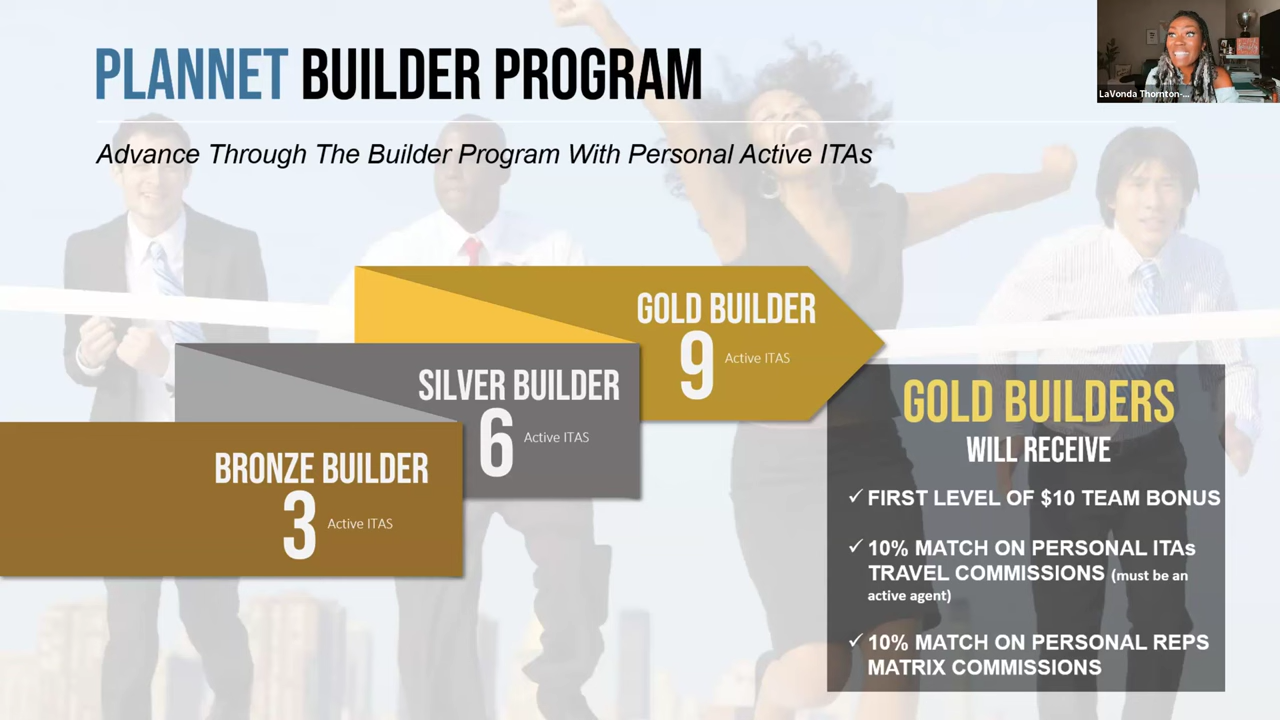 PLANNET BUILDER PROGRAM
LaVonda Thornton-...
Advance Through The Builder Program With Personal Active ITAs
GOLD BUILDER
9 Active ITAS
SILVER BUILDER
6 Active ITAS
BRONZE BUILDER
3 Active ITAS
GOLD BUILDERS
WILL RECEIVE
✓ FIRST LEVEL OF $10 TEAM BONUS
✓ 10% MATCH ON PERSONAL ITAs
TRAVEL COMMISSIONS (must be an
active agent)
✓ 10% MATCH ON PERSONAL REPS
MATRIX COMMISSIONS